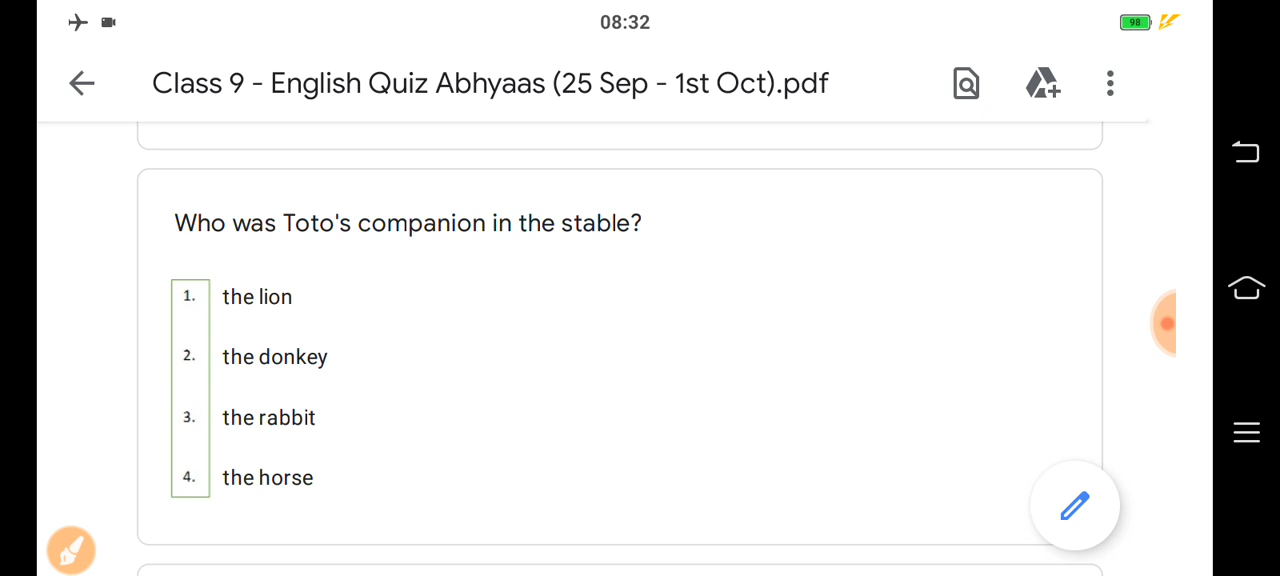 08:32
98
Class 9 - English Quiz Abhyaas (25 Sep - 1st Oct).pdf
Who was Toto's companion in the stable?
1. the lion
2. the donkey
3. the rabbit
4. the horse